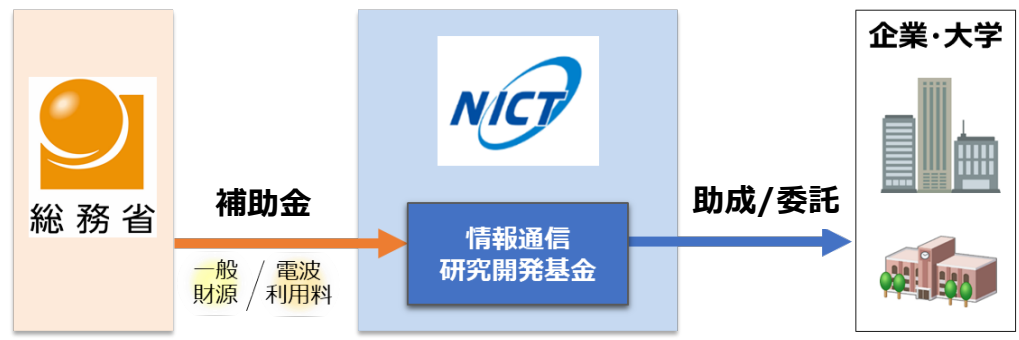 総務省
補助金
一般
財源
/
電波
利用料
NICT
情報通信
研究開発基金
助成/委託
企業・大学